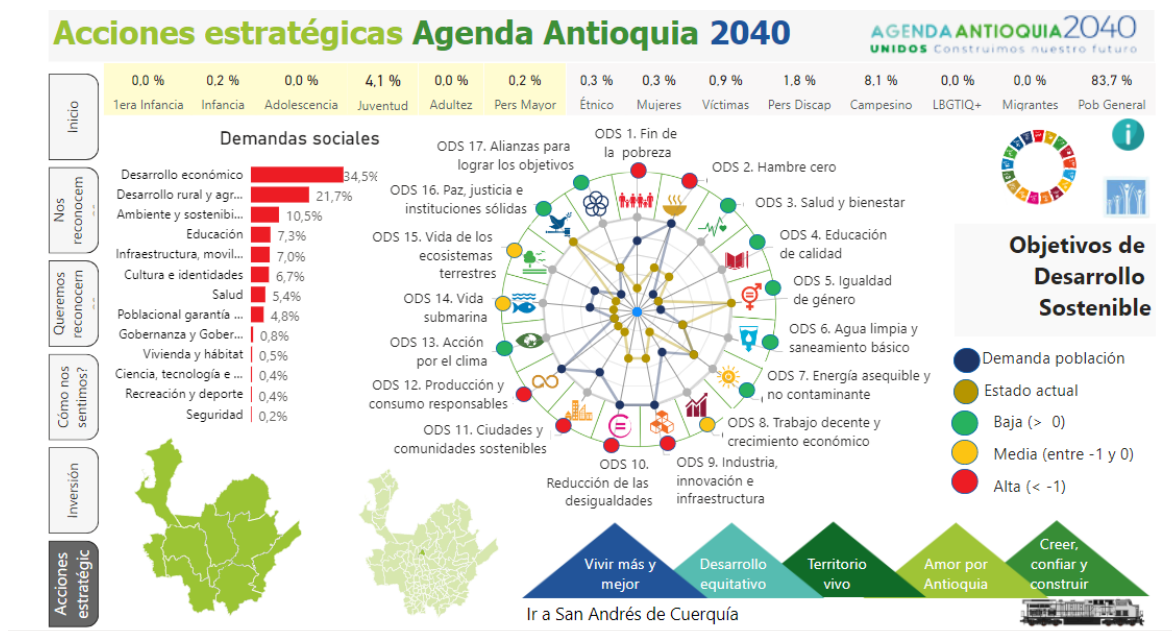 Acciones estratégicas Agenda Antioquia 2040
AGENDA ANTIOQUIA 2040
UNIDOS Construimos nuestro futuro
Inicio
Nos
reconocem
Queremos
reconocern
Cómo nos
sentimos?
Inversión
Acciones
estratégic
0,0 % 0,2 % 0,0 % 4,1 % 0,0 % 0,2 % 0,3 % 0,3 % 0,9 % 1,8 % 8,1 % 0,0 % 0,0 % 83,7 %
1era Infancia Infancia Adolescencia Juventud Adultez Pers Mayor Étnico Mujeres Víctimas Pers Discap Campesino LBGTIQ+ Migrantes Pob General
Demandas sociales
Desarrollo económico 34,5%
Desarrollo rural y agr... 21,7%
Ambiente y sostenibi... 10,5%
Educación 7,3%
Infraestructura, movil... 7,0%
Cultura e identidades 6,7%
Salud 5,4%
Poblacional garantía ... 4,8%
Gobernanza y Gober... 0,8%
Vivienda y hábitat 0,5%
Ciencia, tecnología e ... 0,4%
Recreación y deporte 0,4%
Seguridad 0,2%
ODS 1. Fin de
la pobreza
ODS 2. Hambre cero
ODS 3. Salud y bienestar
ODS 4. Educación
de calidad
ODS 5. Igualdad
de género
ODS 6. Agua limpia y
saneamiento básico
ODS 7. Energía asequible y
no contaminante
ODS 8. Trabajo decente y
crecimiento económico
ODS 9. Industria,
innovación e
infraestructura
ODS 10.
Reducción de las
desigualdades
ODS 11. Ciudades y
comunidades sostenibles
ODS 12. Producción y
consumo responsables
ODS 13. Acción
por el clima
ODS 14. Vida
submarina
ODS 15. Vida de los
ecosistemas
terrestres
ODS 16. Paz, justicia e
instituciones sólidas
ODS 17. Alianzas para
lograr los objetivos
Objetivos de
Desarrollo
Sostenible
Demanda población
Estado actual
Baja (> 0)
Media (entre -1 y 0)
Alta (< -1)
Vivir más y
mejor
Desarrollo
equitativo
Territorio
vivo
Amor por
Antioquia
Creer,
confiar y
construir
Ir a San Andrés de Cuerquía